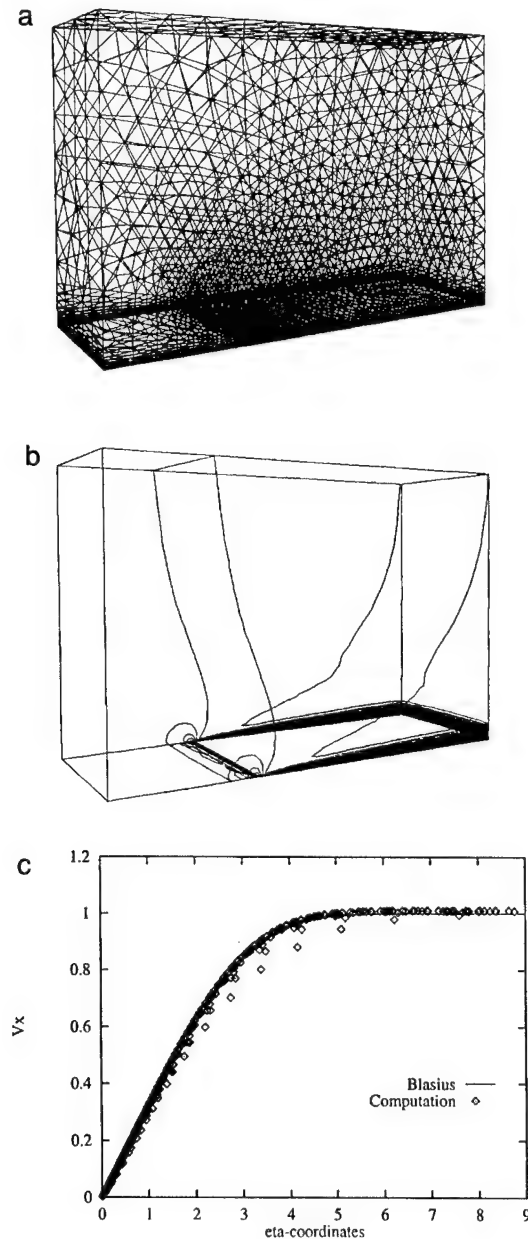 a
b
c
1.2
1
0.8
0.6
0.4
0.2
0
Vx
Blasius
Computation
0 1 2 3 4 5 6 7 8 9
eta-coordinates